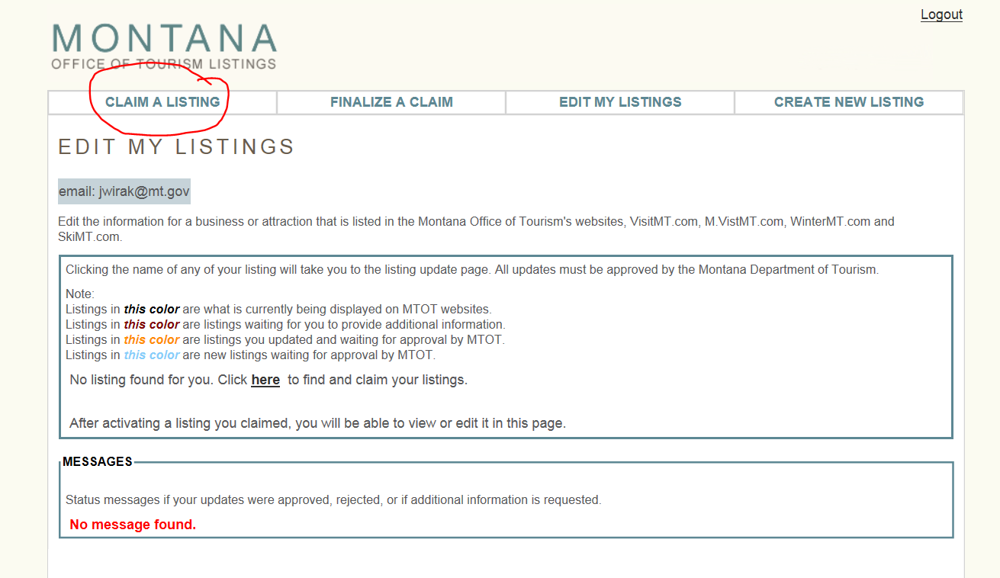 Logout
MONTANA
OFFICE OF TOURISM LISTINGS
CLAIM A LISTING FINALIZE A CLAIM EDIT MY LISTINGS CREATE NEW LISTING
EDIT MY LISTINGS
email: jwirak@mt.gov
Edit the information for a business or attraction that is listed in the Montana Office of Tourism's websites, VisitMT.com, M.VistMT.com, WinterMT.com and
SkiMT.com.
Clicking the name of any of your listing will take you to the listing update page. All updates must be approved by the Montana Department of Tourism.
Note:
Listings in this color are what is currently being displayed on MTOT websites.
Listings in this color are listings waiting for you to provide additional information.
Listings in this color are listings you updated and waiting for approval by MTOT.
Listings in this color are new listings waiting for approval by MTOT.
No listing found for you. Click here to find and claim your listings.
After activating a listing you claimed, you will be able to view or edit it in this page.
MESSAGES
Status messages if your updates were approved, rejected, or if additional information is requested.
No message found.